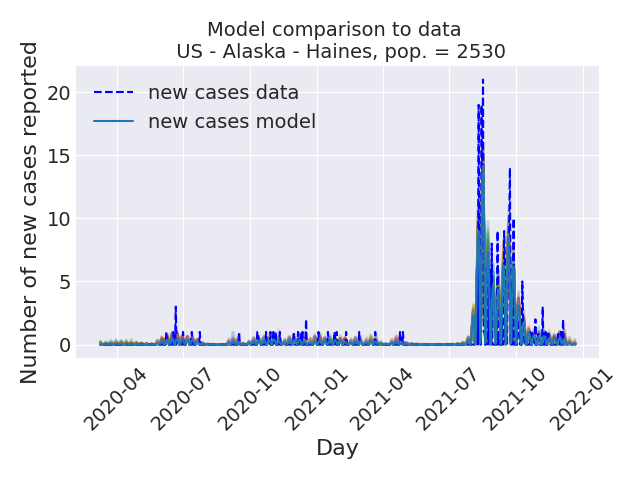 Model comparison to data
US - Alaska - Haines, pop. = 2530
Number of new cases reported
20
15
10
5
0
new cases data
new cases model
2020-04
2020-07
2020-10
2021-01
2021-04
2021-07
2021-10
2022-01
Day